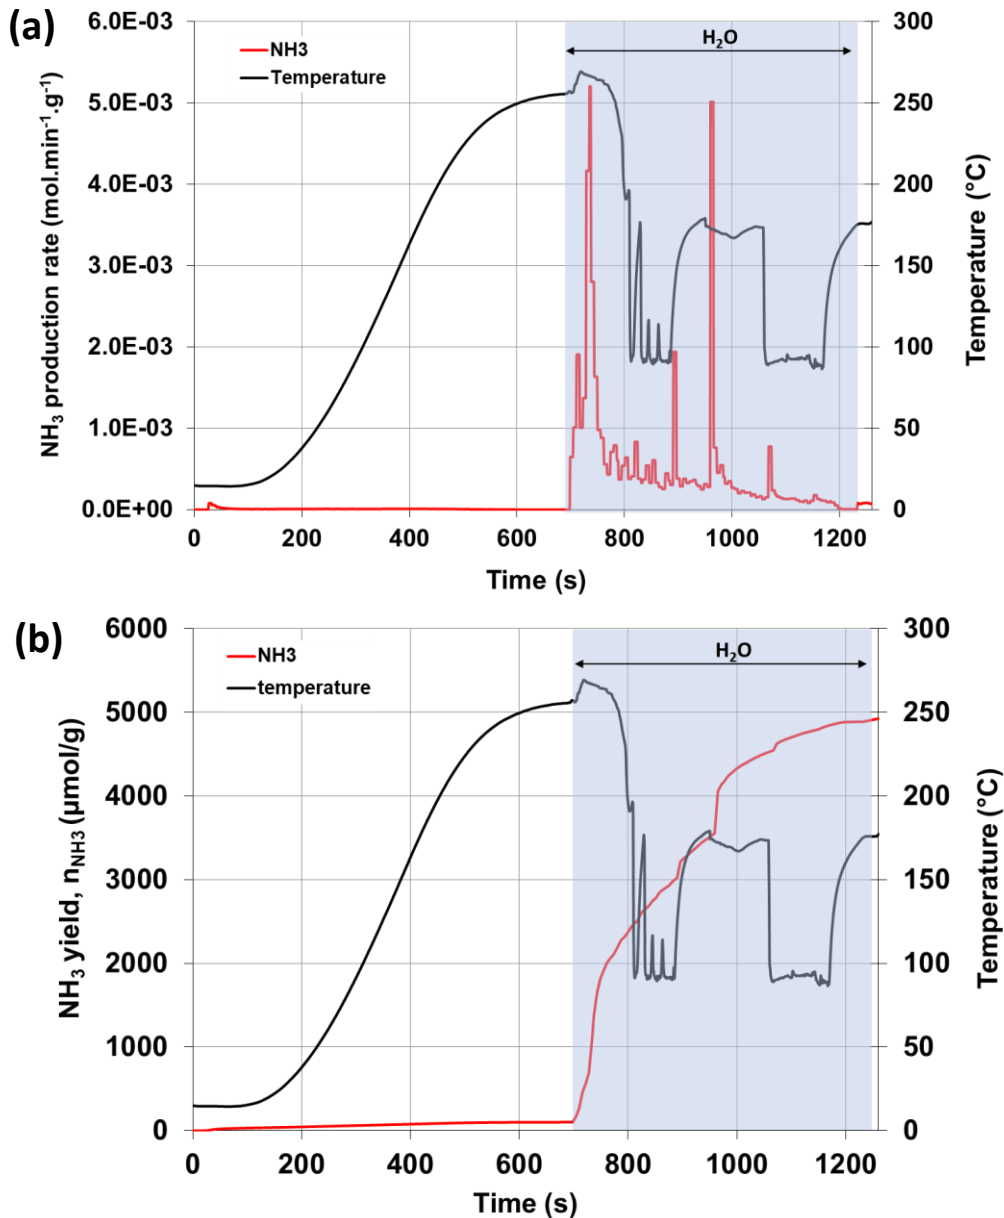 (a)
NH3
Temperature
H₂O
NH₃ production rate (mol.min⁻¹.g⁻¹)
6.0E-03
5.0E-03
4.0E-03
3.0E-03
2.0E-03
1.0E-03
0.0E+00
300
250
200
150
100
50
0
Temperature (°C)
0 200 400 600 800 1000 1200
Time (s)
(b)
NH3
temperature
H₂O
NH₃ yield, n_NH3 (µmol/g)
6000
5000
4000
3000
2000
1000
0
300
250
200
150
100
50
0
Temperature (°C)
0 200 400 600 800 1000 1200
Time (s)